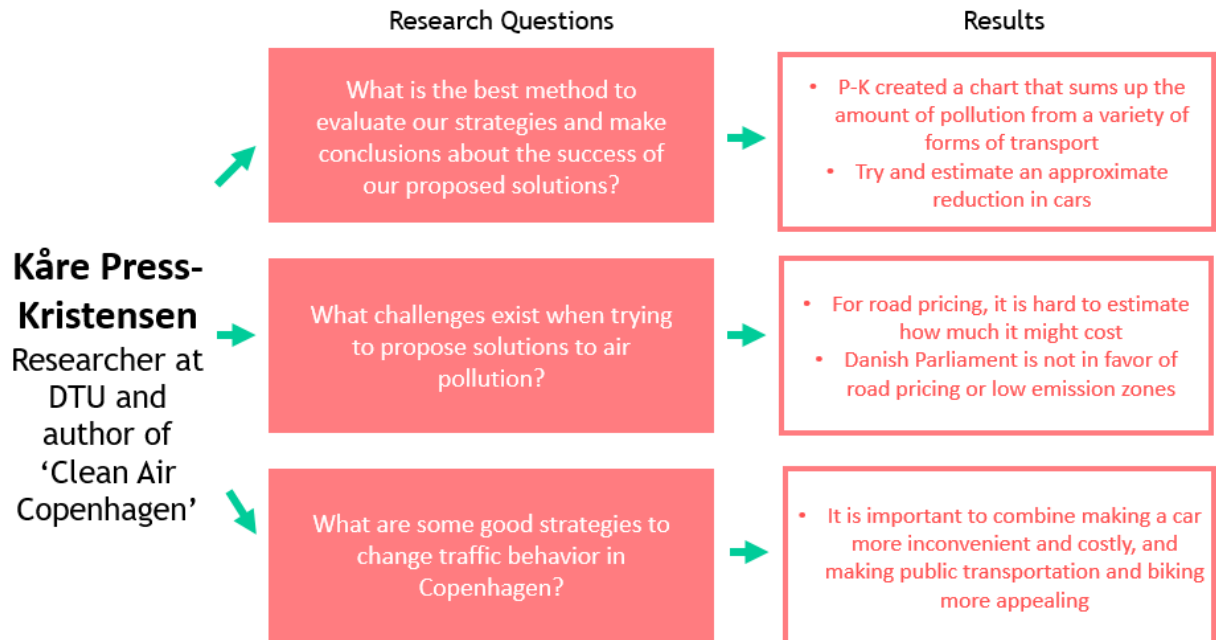 Research Questions
Results
What is the best method to
evaluate our strategies and make
conclusions about the success of
our proposed solutions?
• P-K created a chart that sums up the
amount of pollution from a variety of
forms of transport
• Try and estimate an approximate
reduction in cars
Kåre Press-
Kristensen
Researcher at
DTU and
author of
‘Clean Air
Copenhagen’
What challenges exist when trying
to propose solutions to air
pollution?
• For road pricing, it is hard to estimate
how much it might cost
• Danish Parliament is not in favor of
road pricing or low emission zones
What are some good strategies to
change traffic behavior in
Copenhagen?
• It is important to combine making a car
more inconvenient and costly, and
making public transportation and biking
more appealing